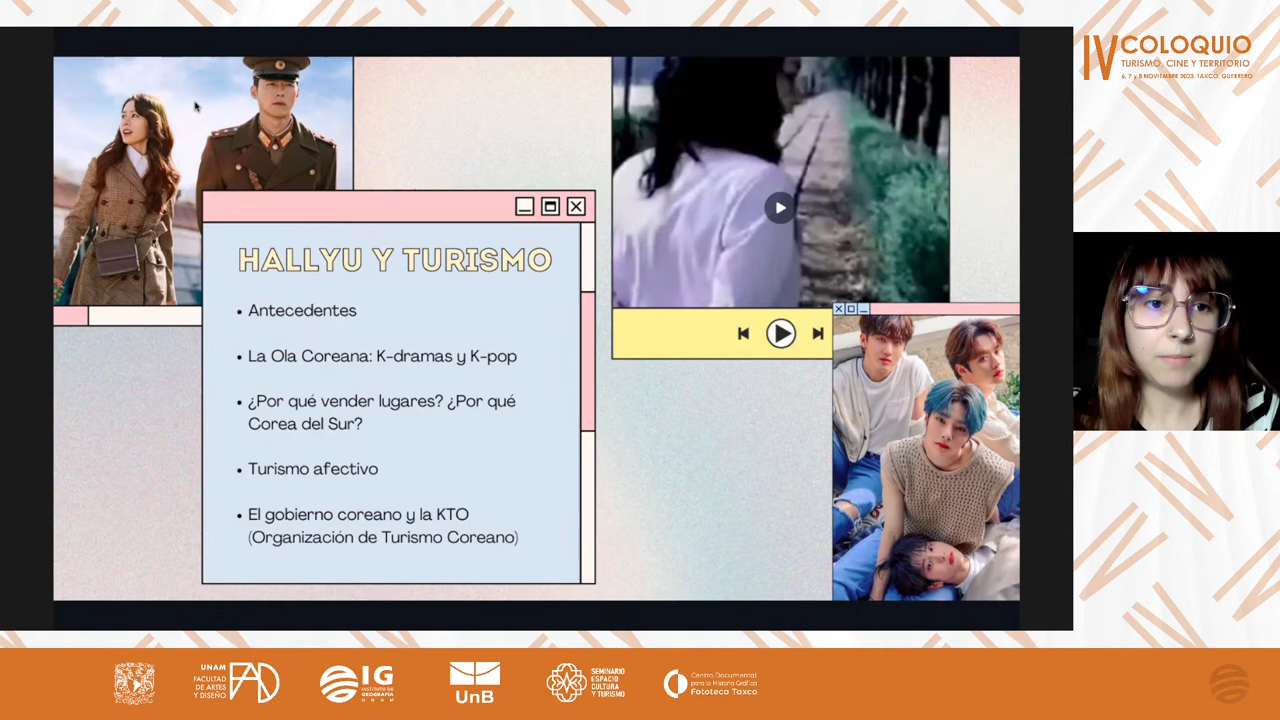 IV COLOQUIO
TURISMO, CINE Y TERRITORIO
6, 7 y 8 NOVIEMBRE 2023. TAXCO, GUERRERO
HALLYU Y TURISMO
• Antecedentes
• La Ola Coreana: K-dramas y K-pop
• ¿Por qué vender lugares? ¿Por qué
Corea del Sur?
• Turismo afectivo
• El gobierno coreano y la KTO
(Organización de Turismo Coreano)
UNAM
FACULTAD
DE ARTES
Y DISEÑO
FAD
IG
INSTITUTO DE
GEOGRAFÍA
UNAM
UnB
SEMINARIO
ESPACIO
CULTURA
Y TURISMO
Centro Documental
para la Historia Gráfica
Fototeca Taxco